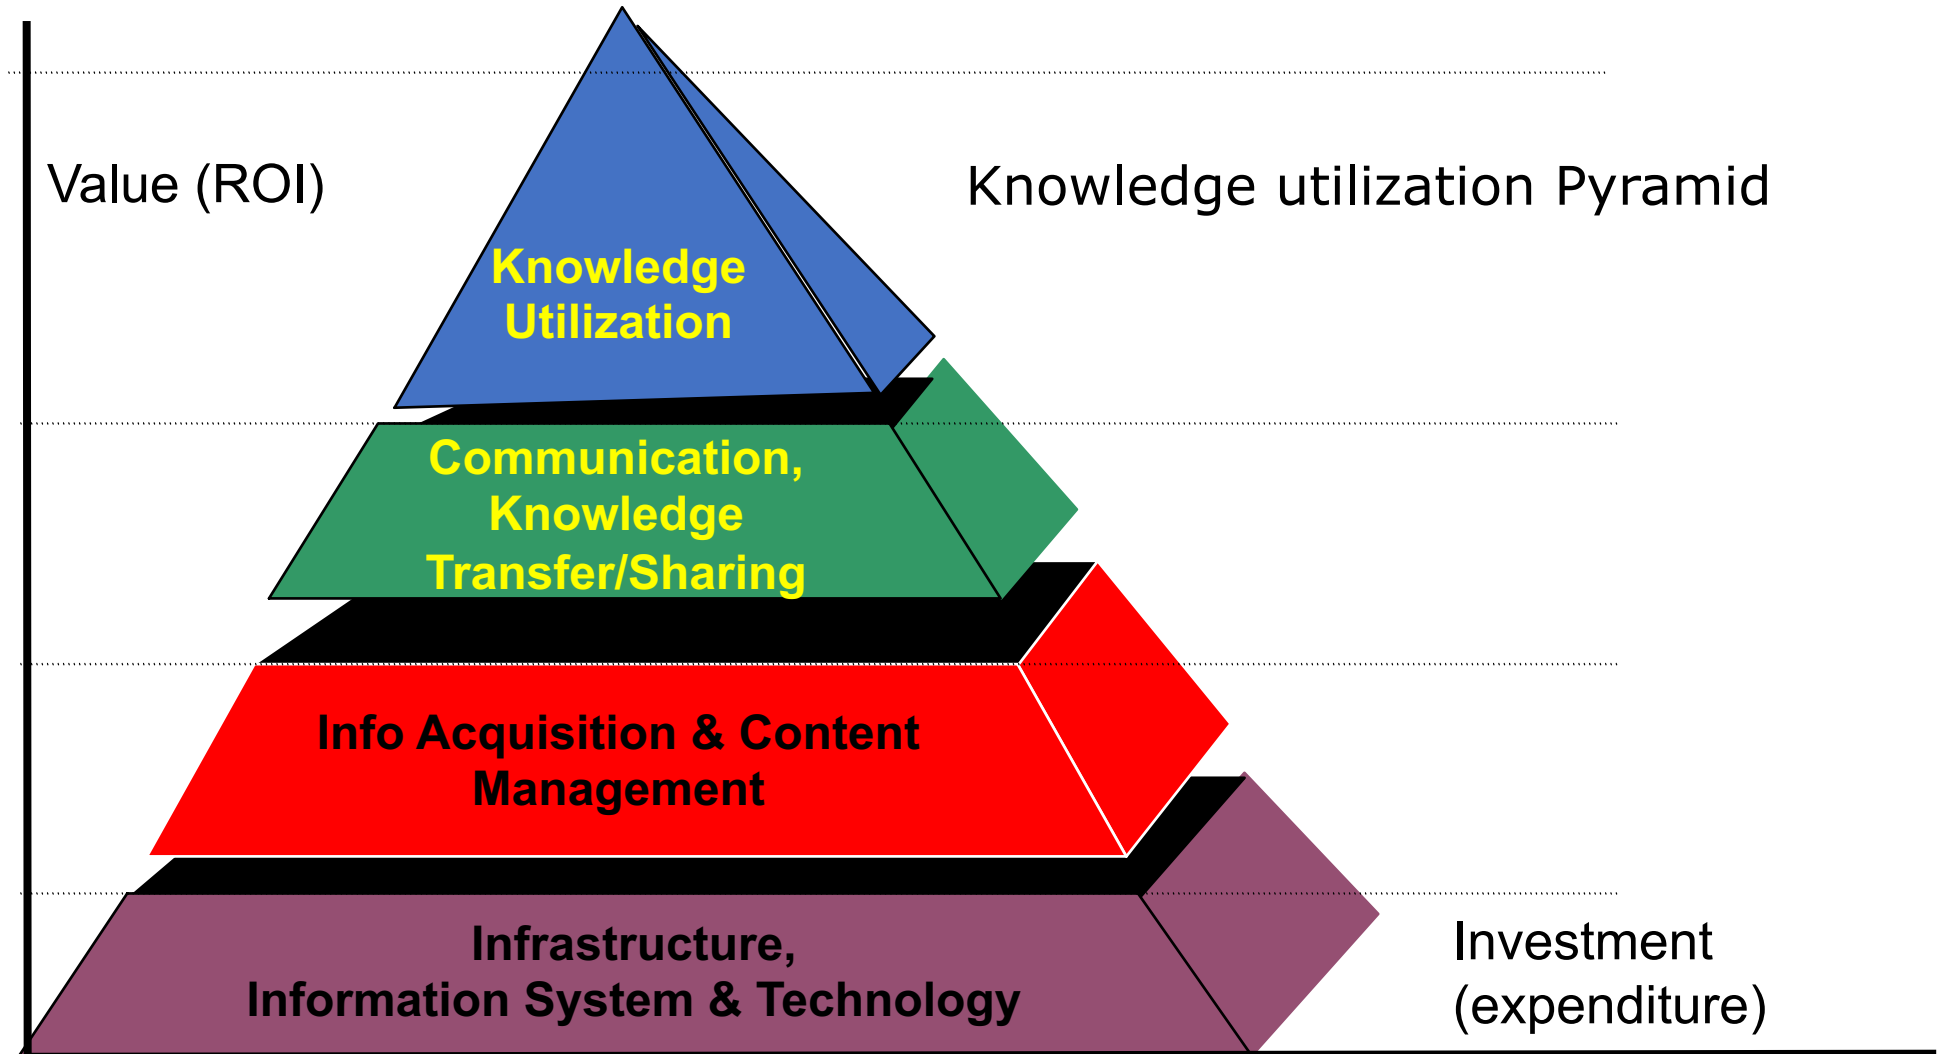 Value (ROI)
Knowledge utilization Pyramid
Knowledge
Utilization
Communication,
Knowledge
Transfer/Sharing
Info Acquisition & Content
Management
Infrastructure,
Information System & Technology
Investment
(expenditure)